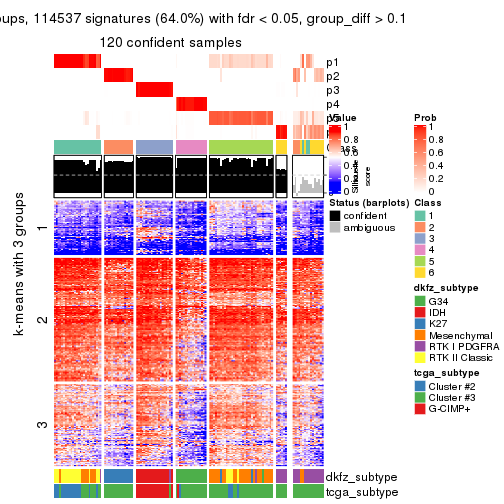 oups, 114537 signatures (64.0%) with fdr < 0.05, group_diff > 0.1
120 confident samples
p1
p2
p3
p4
k-means with 3 groups
1
2
3
Value
1
0.8
0.6
0.4
0.2
0
score
Status (barplots)
confident
ambiguous
Prob
1
0.8
0.6
0.4
0.2
0
Class
1
2
3
4
5
6
dkfz_subtype
G34
IDH
K27
Mesenchymal
RTK I PDGFRA
RTK II Classic
tcga_subtype
Cluster #2
Cluster #3
G-CIMP+
dkfz_subtype
tcga_subtype